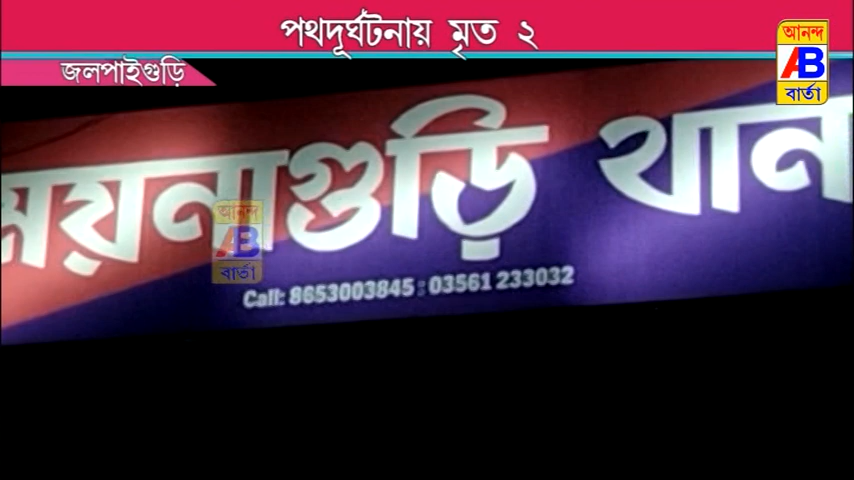 পথদূর্ঘটনায় মৃত ২
জলপাইগুড়ি
আনন্দ
AB
বার্তা
ময়নাগুড়ি থান
আনন্দ
AB
বার্তা
Call: 8653003845 : 03561 233032